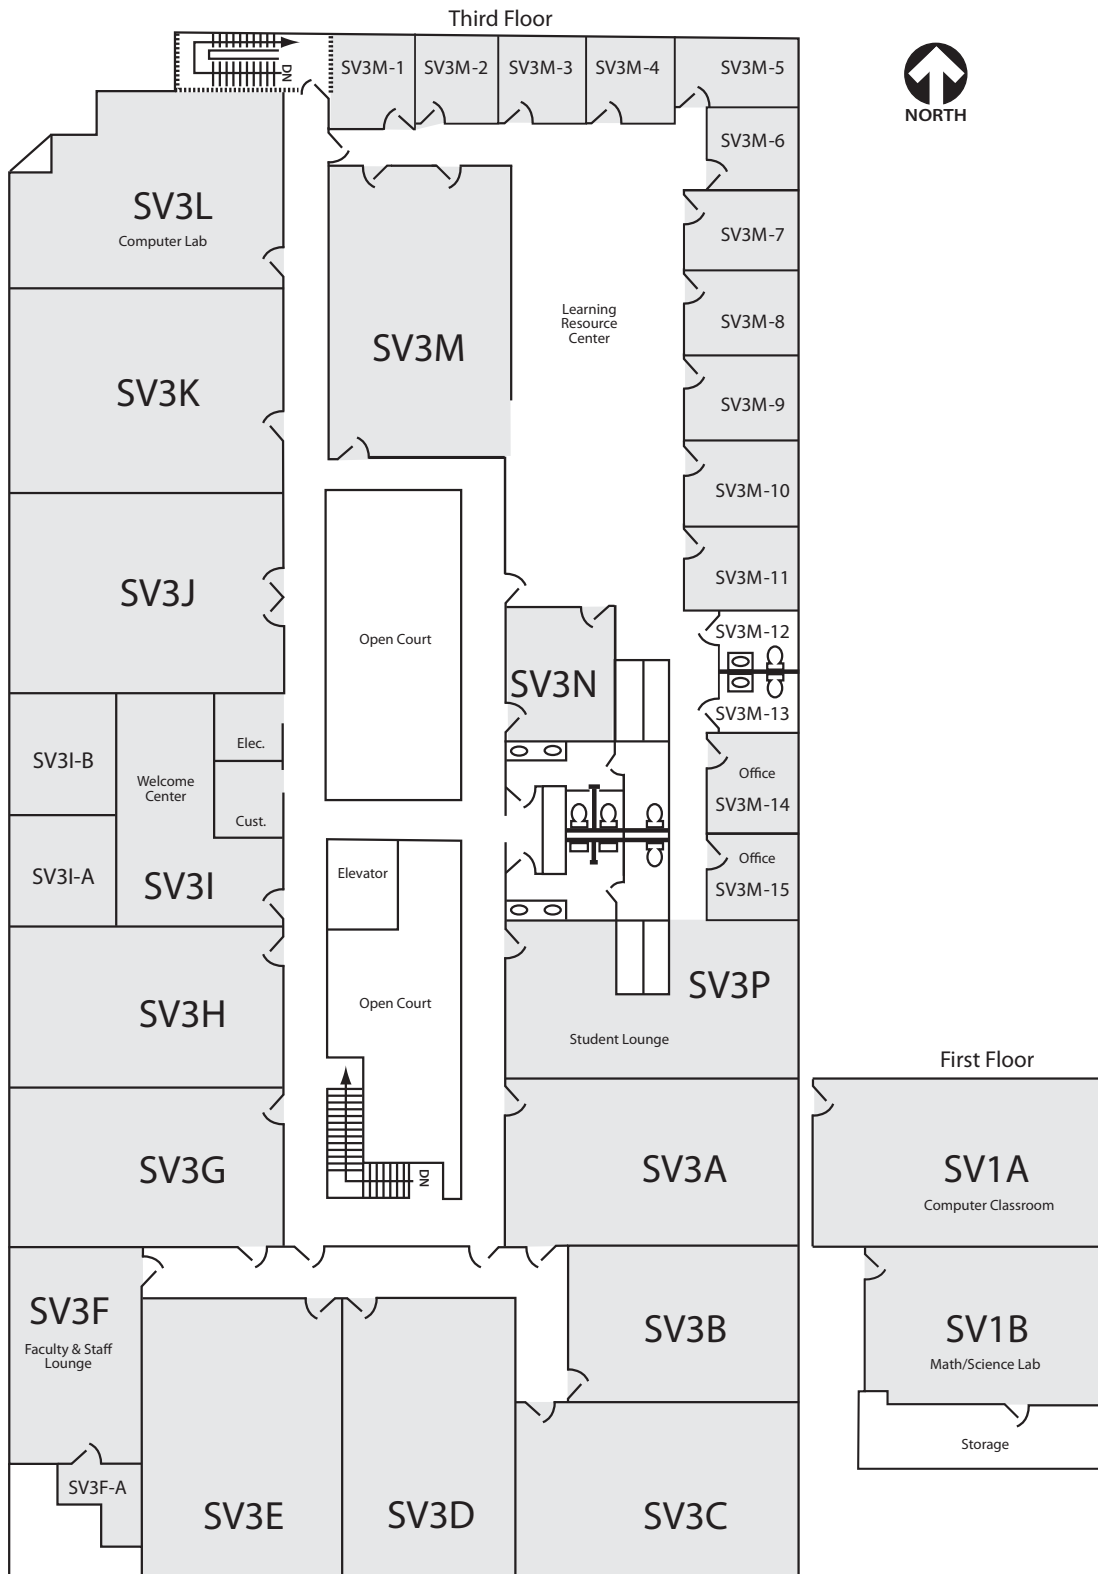 Third Floor
DN
SV3M-1
SV3M-2
SV3M-3
SV3M-4
SV3M-5
NORTH
SV3M-6
SV3L
Computer Lab
SV3M-7
SV3M-8
Learning
Resource
Center
SV3M
SV3K
SV3M-9
SV3M-10
SV3J
SV3M-11
Open Court
SV3M-12
SV3N
SV3M-13
SV3I-B
Elec.
Welcome
Center
Office
SV3M-14
Cust.
SV3I-A
SV3I
Elevator
Office
SV3M-15
SV3H
Open Court
SV3P
Student Lounge
First Floor
SV3G
DN
SV3A
SV1A
Computer Classroom
SV3F
Faculty & Staff
Lounge
SV3B
SV1B
Math/Science Lab
Storage
SV3F-A
SV3E
SV3D
SV3C